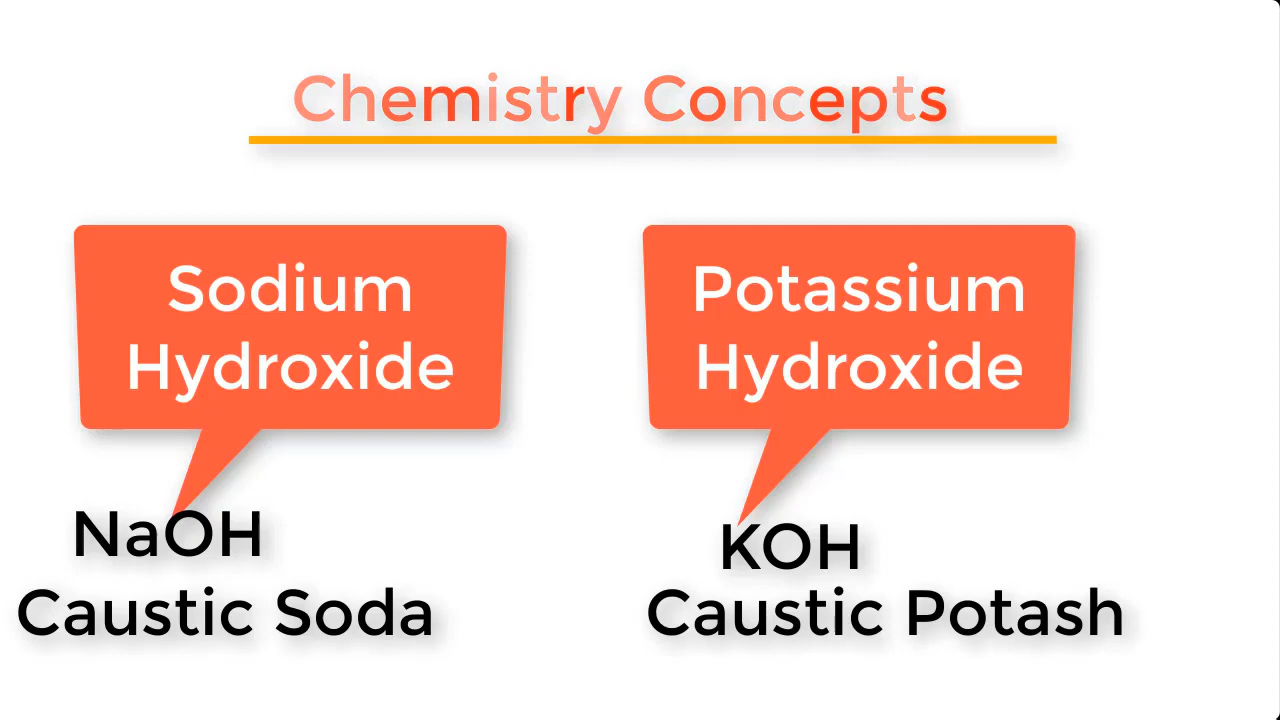 Chemistry Concepts
Sodium
Hydroxide
NaOH
Caustic Soda
Potassium
Hydroxide
KOH
Caustic Potash